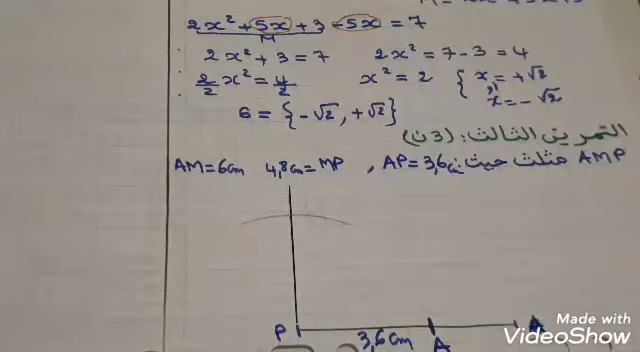 2x² + 5x + 3 - 5x = 7
M
2x² + 3 = 7    2x² = 7 - 3 = 4
2/2 x² = 4/2    x² = 2    { x = +√2
x = -√2
6 = {-√2, +√2}
التمرين الثالث: (3ن)
AMP مثلث حيث: AP = 3,6cm , 4,8cm = MP    AM = 6cm
P    3,6cm    A    A
Made with
VideoShow